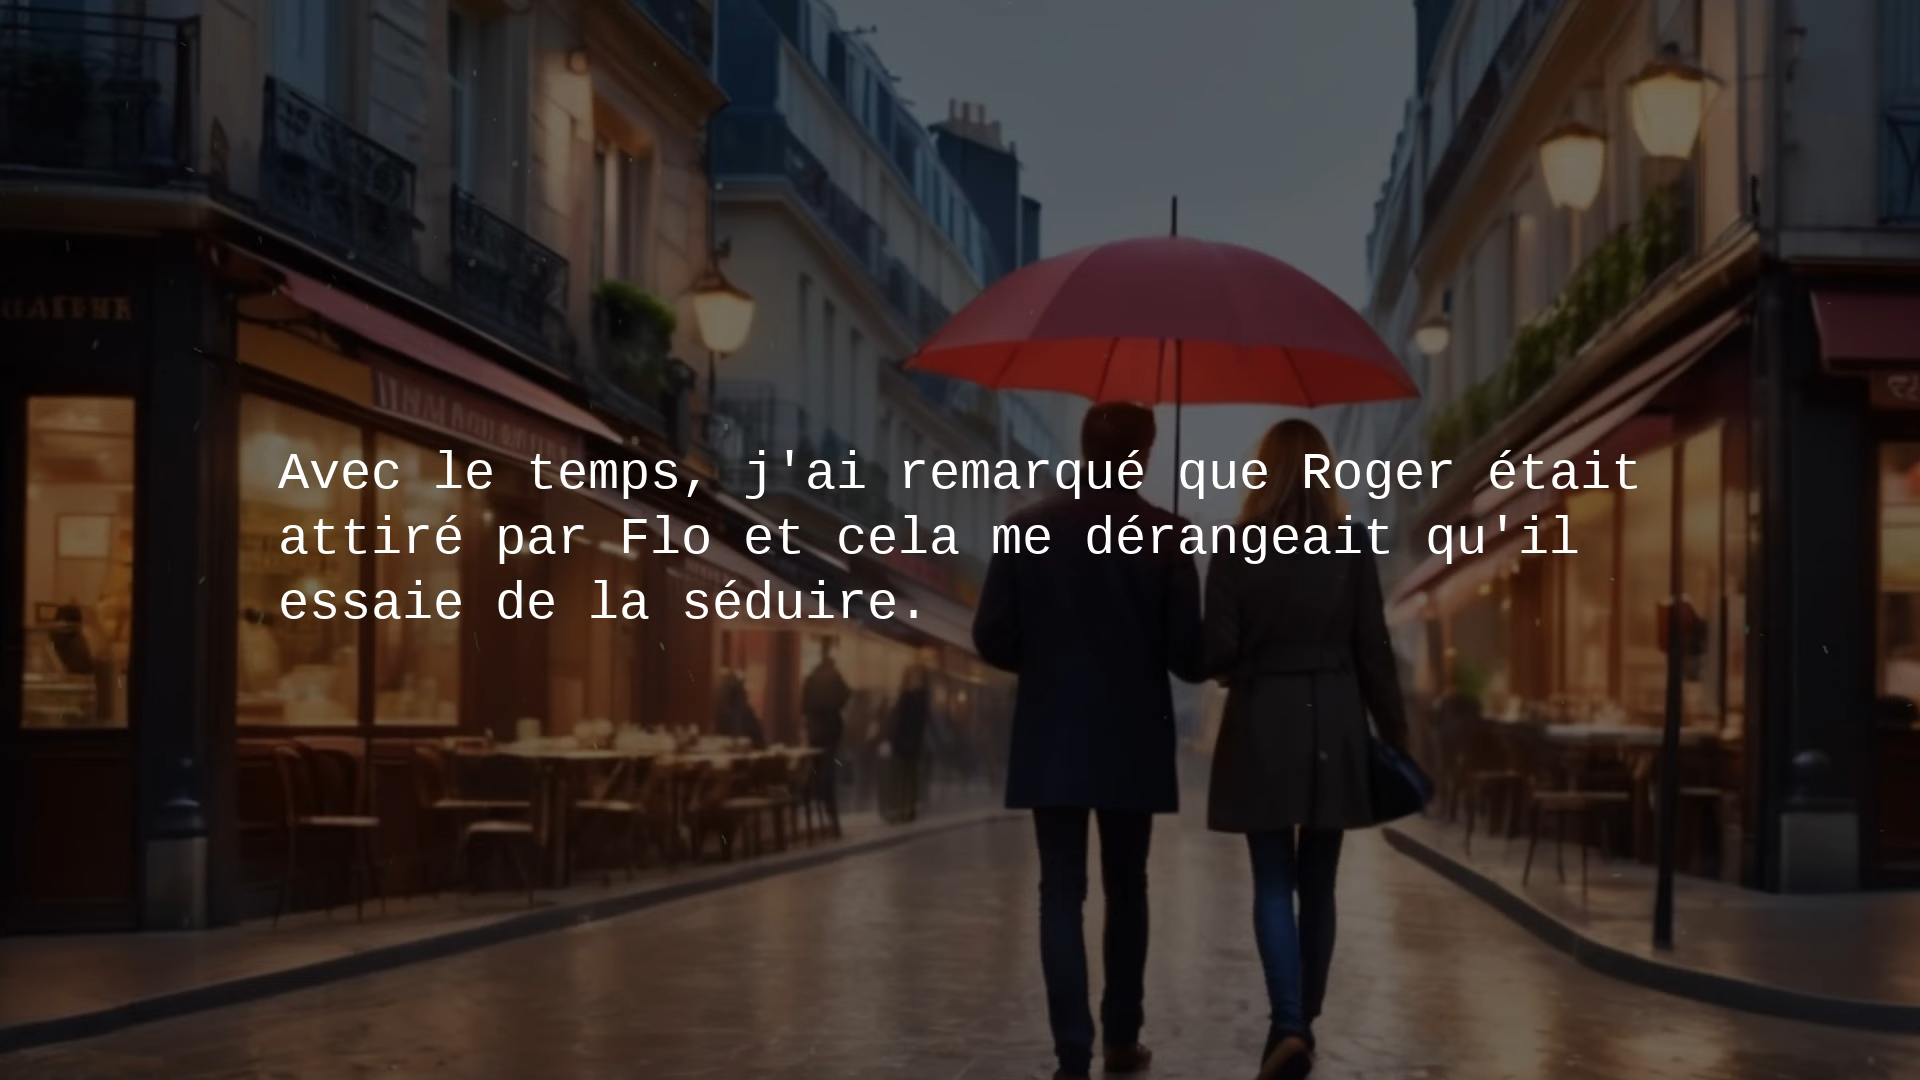 Avec le temps, j'ai remarqué que Roger était
attiré par Flo et cela me dérangeait qu'il
essaie de la séduire.